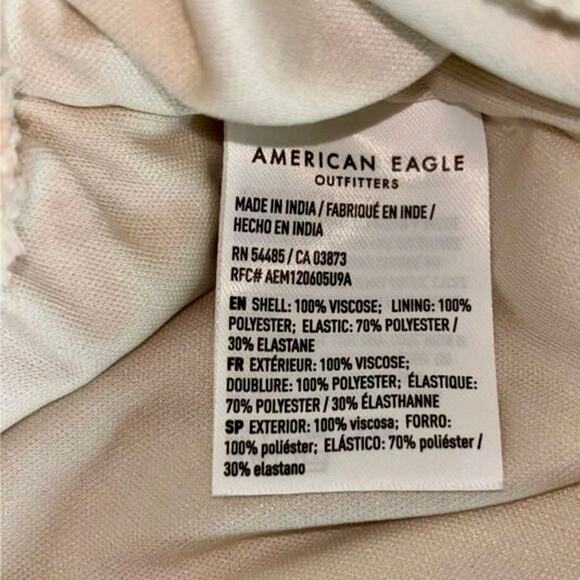 AMERICAN EAGLE
OUTFITTERS
MADE IN INDIA / FABRIQUÉ EN INDE /
HECHO EN INDIA
RN 54485 / CA 03873
RFC# AEM120605U9A
EN SHELL: 100% VISCOSE; LINING: 100%
POLYESTER; ELASTIC: 70% POLYESTER /
30% ELASTANE
FR EXTÉRIEUR: 100% VISCOSE;
DOUBLURE: 100% POLYESTER; ÉLASTIQUE:
70% POLYESTER / 30% ÉLASTHANNE
SP EXTERIOR: 100% viscosa; FORRO:
100% poliéster; ELÁSTICO: 70% poliéster /
30% elastano